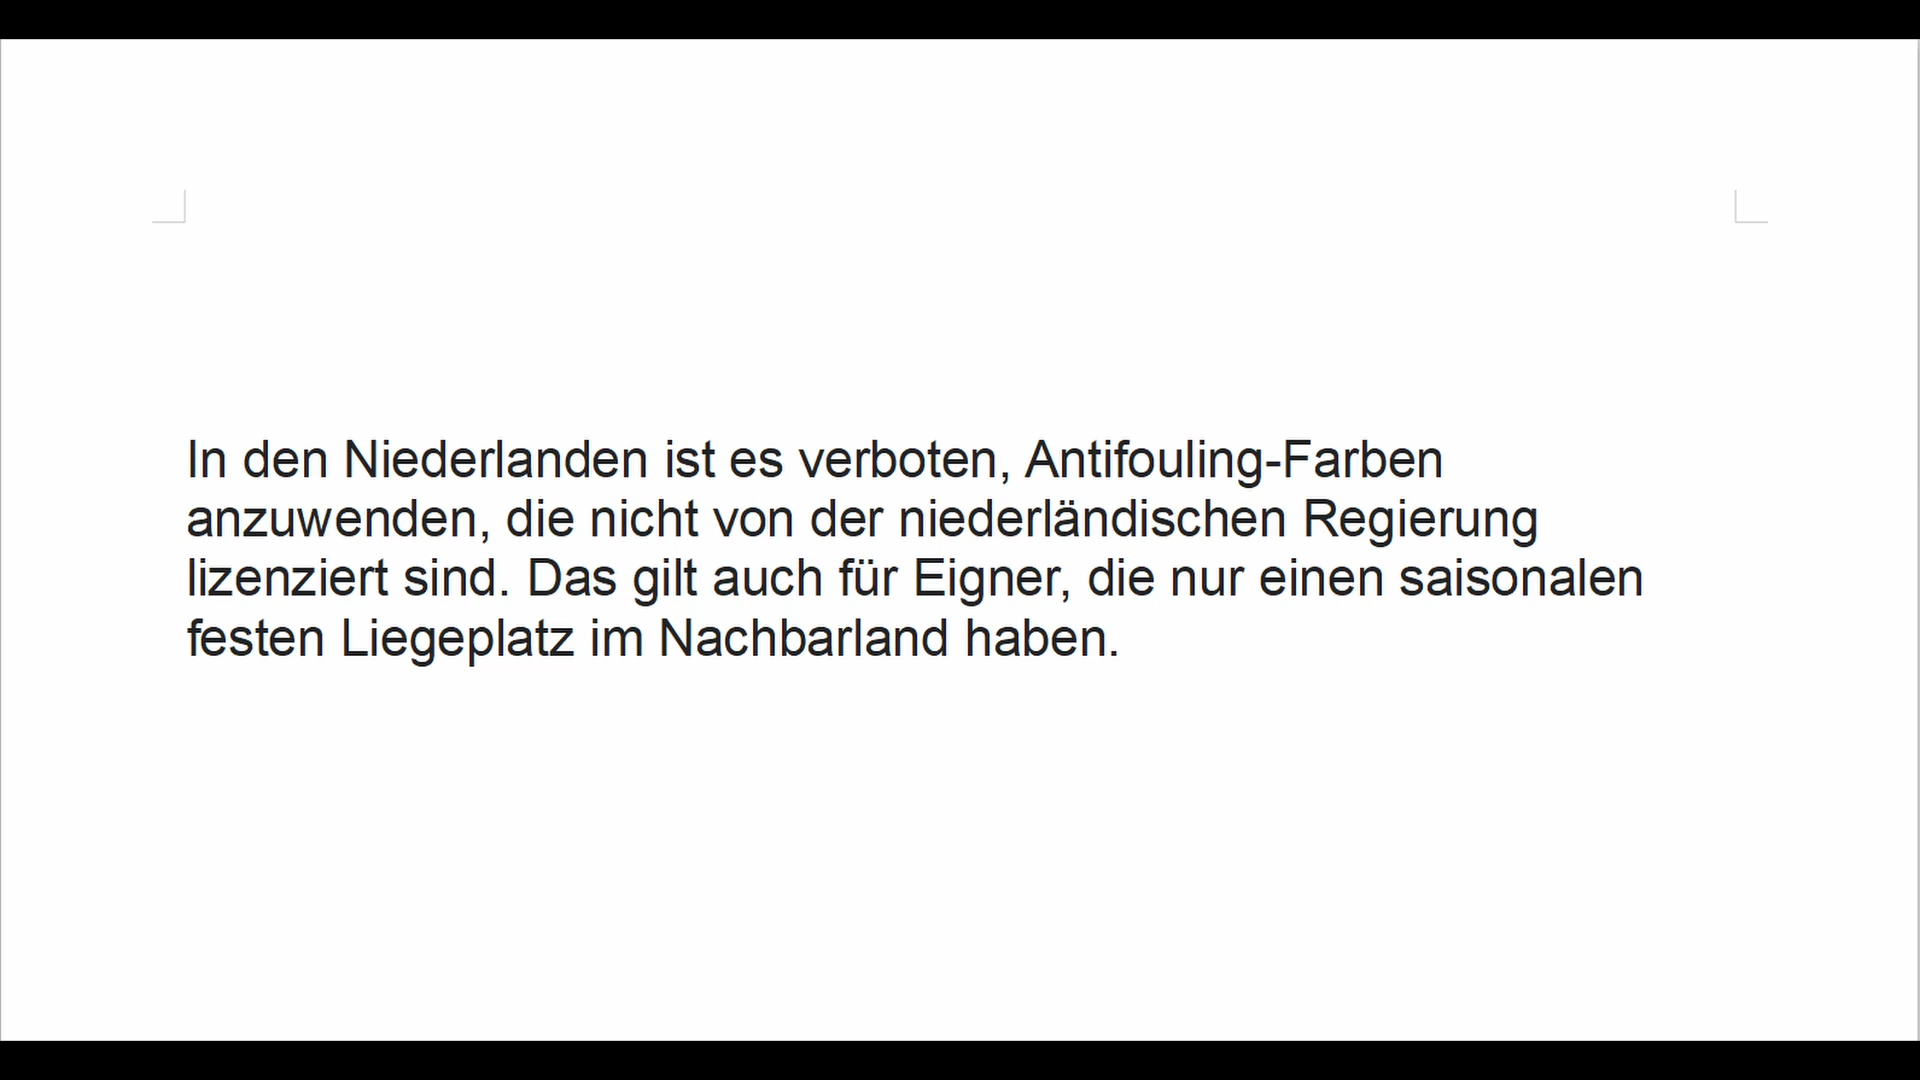 In den Niederlanden ist es verboten, Antifouling-Farben
anzuwenden, die nicht von der niederländischen Regierung
lizenziert sind. Das gilt auch für Eigner, die nur einen saisonalen
festen Liegeplatz im Nachbarland haben.